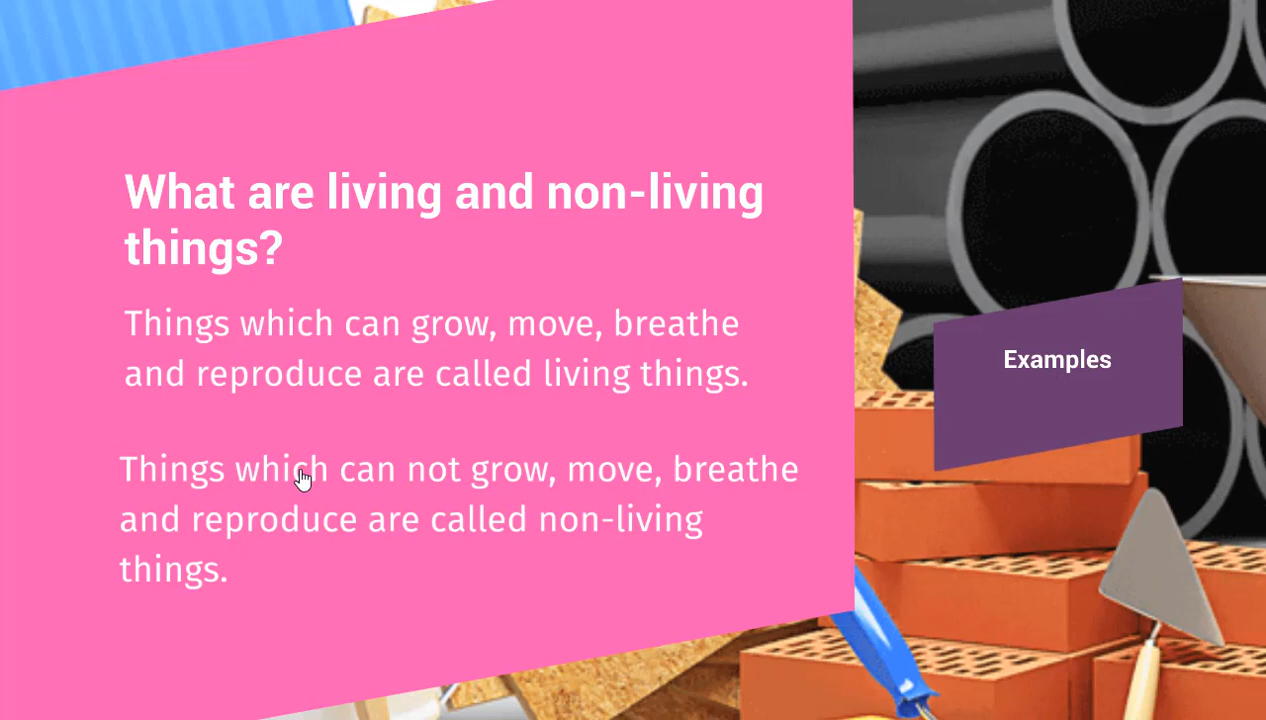 What are living and non-living
things?
Things which can grow, move, breathe
and reproduce are called living things.
Things which can not grow, move, breathe
and reproduce are called non-living
things.
Examples